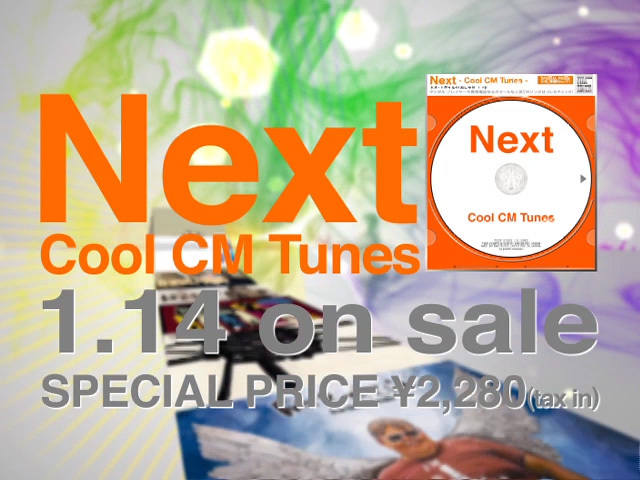 Next
Cool CM Tunes
1.14 on sale
SPECIAL PRICE ¥2,280(tax in)
Next - Cool CM Tunes -
Next
Cool CM Tunes